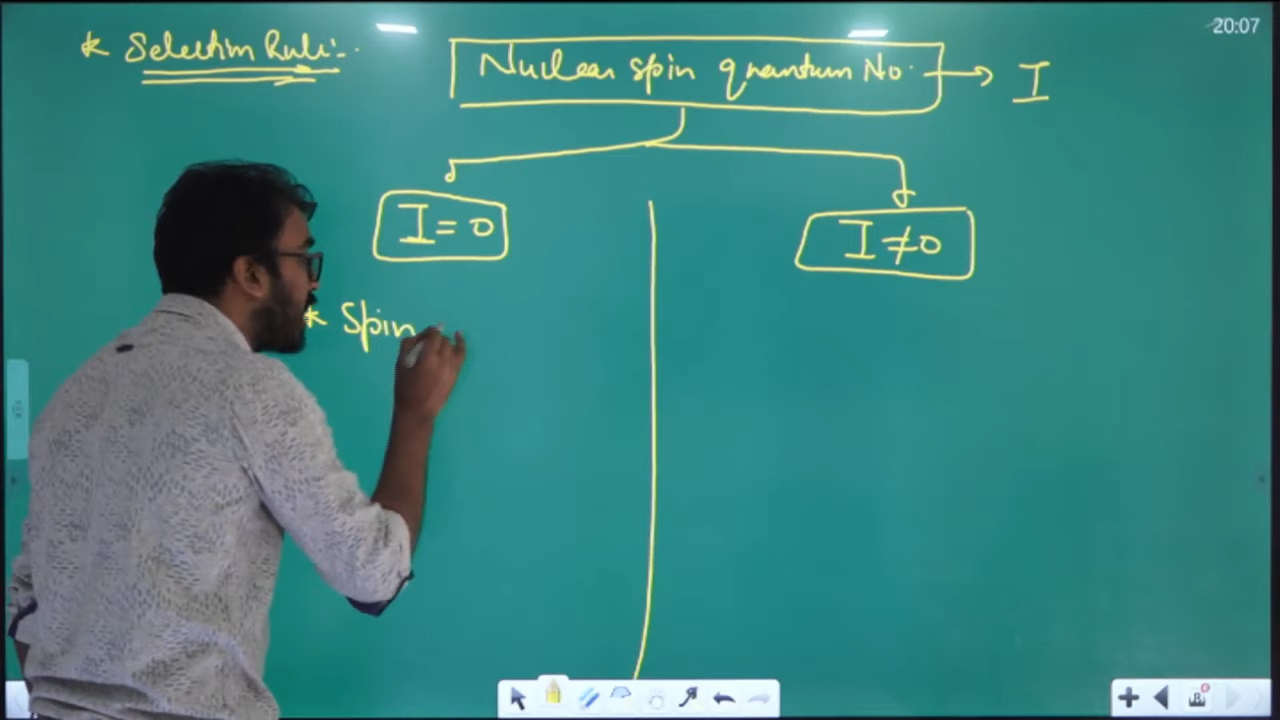 20:07
* Selection Rule:-
Nuclear spin quantum No. → I
I = 0
I ≠ 0
* Spin